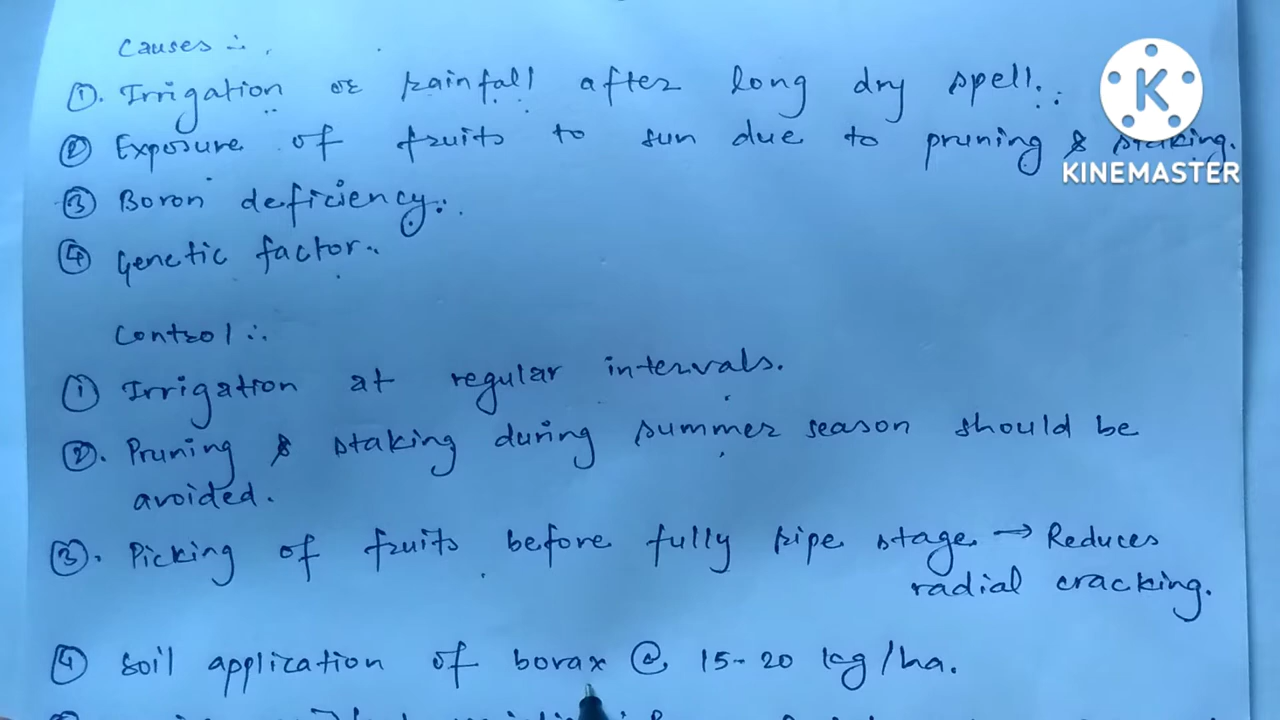 Causes :-
①. Irrigation or rainfall after long dry spell.
② Exposure of fruits to sun due to pruning & staking.
③ Boron deficiency.
④ Genetic factor.
Control :-
① Irrigation at regular intervals.
②. Pruning & staking during summer season should be
avoided.
③. Picking of fruits before fully ripe stage → Reduces
radial cracking.
④ Soil application of borax @ 15-20 kg/ha.
K
KINEMASTER